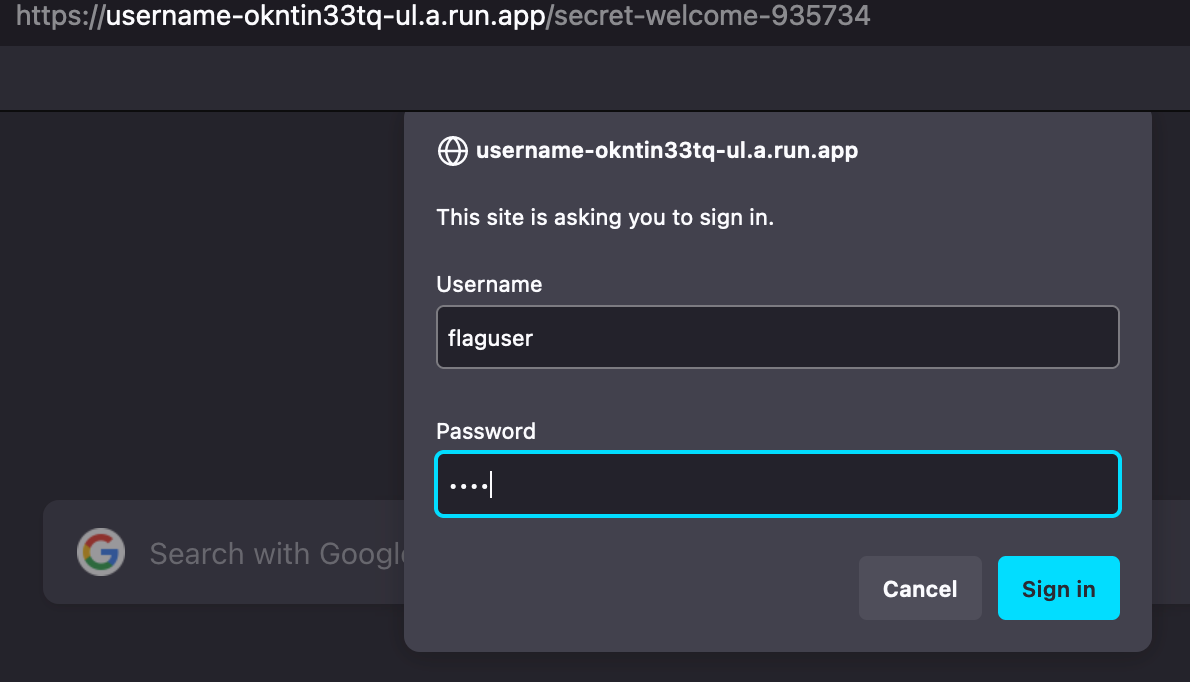 https://username-okntin33tq-ul.a.run.app/secret-welcome-935734
username-okntin33tq-ul.a.run.app
This site is asking you to sign in.
Username
flaguser
Password
••••
Search with Google
Cancel
Sign in